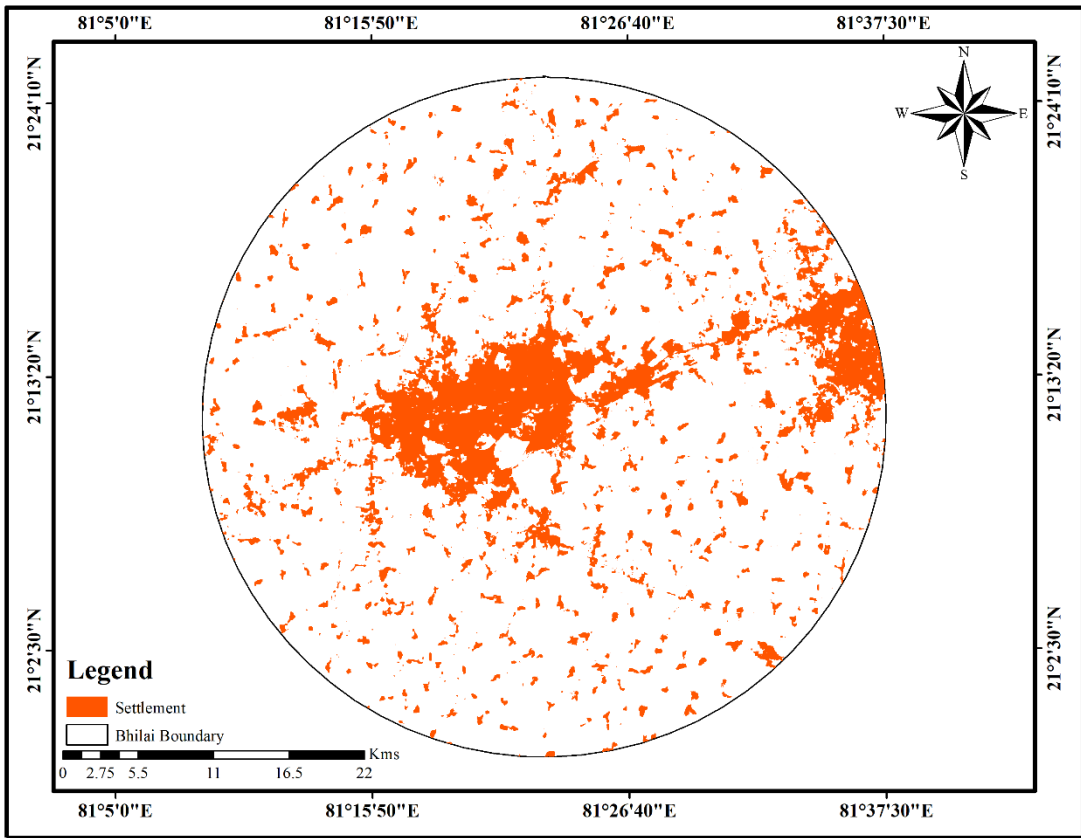 81°5'0"E 81°15'50"E 81°26'40"E 81°37'30"E
N
W E
S
21°24'10"N 21°24'10"N
21°13'20"N 21°13'20"N
21°2'30"N 21°2'30"N
Legend
Settlement
Bhilai Boundary
Kms
0 2.75 5.5 11 16.5 22
81°5'0"E 81°15'50"E 81°26'40"E 81°37'30"E